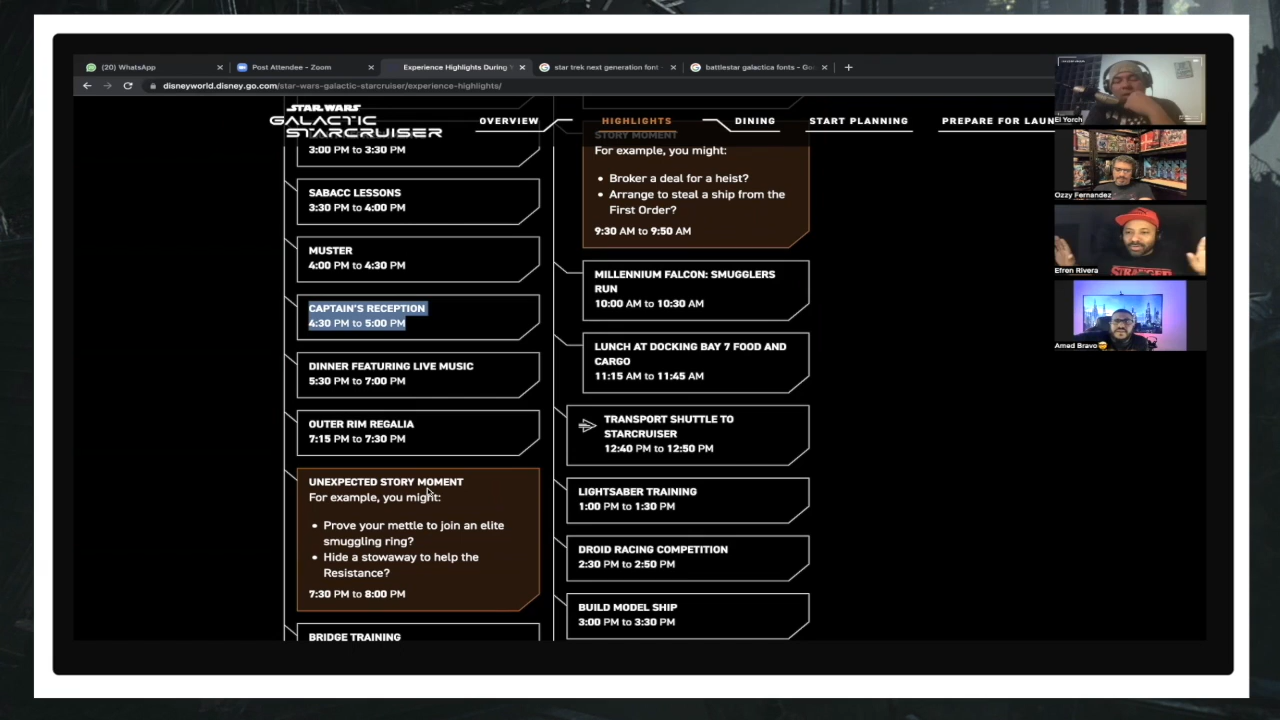 (20) WhatsApp
Post Attendee - Zoom
Experience Highlights During
star trek next generation font -
battlestar galactica fonts - Go
disneyworld.disney.go.com/star-wars-galactic-starcruiser/experience-highlights/
STAR WARS
GALACTIC
STARCRUISER
OVERVIEW
HIGHLIGHTS
DINING
START PLANNING
PREPARE FOR LAUN
3:00 PM to 3:30 PM
SABACC LESSONS
3:30 PM to 4:00 PM
MUSTER
4:00 PM to 4:30 PM
CAPTAIN'S RECEPTION
4:30 PM to 5:00 PM
DINNER FEATURING LIVE MUSIC
5:30 PM to 7:00 PM
OUTER RIM REGALIA
7:15 PM to 7:30 PM
UNEXPECTED STORY MOMENT
For example, you might:
• Prove your mettle to join an elite
smuggling ring?
• Hide a stowaway to help the
Resistance?
7:30 PM to 8:00 PM
BRIDGE TRAINING
STORY MOMENT
For example, you might:
• Broker a deal for a heist?
• Arrange to steal a ship from the
First Order?
9:30 AM to 9:50 AM
MILLENNIUM FALCON: SMUGGLERS
RUN
10:00 AM to 10:30 AM
LUNCH AT DOCKING BAY 7 FOOD AND
CARGO
11:15 AM to 11:45 AM
TRANSPORT SHUTTLE TO
STARCRUISER
12:40 PM to 12:50 PM
LIGHTSABER TRAINING
1:00 PM to 1:30 PM
DROID RACING COMPETITION
2:30 PM to 2:50 PM
BUILD MODEL SHIP
3:00 PM to 3:30 PM
El Yorch
Ozzy Fernandez
Efren Rivera
STRANGER
Amed Bravo😎